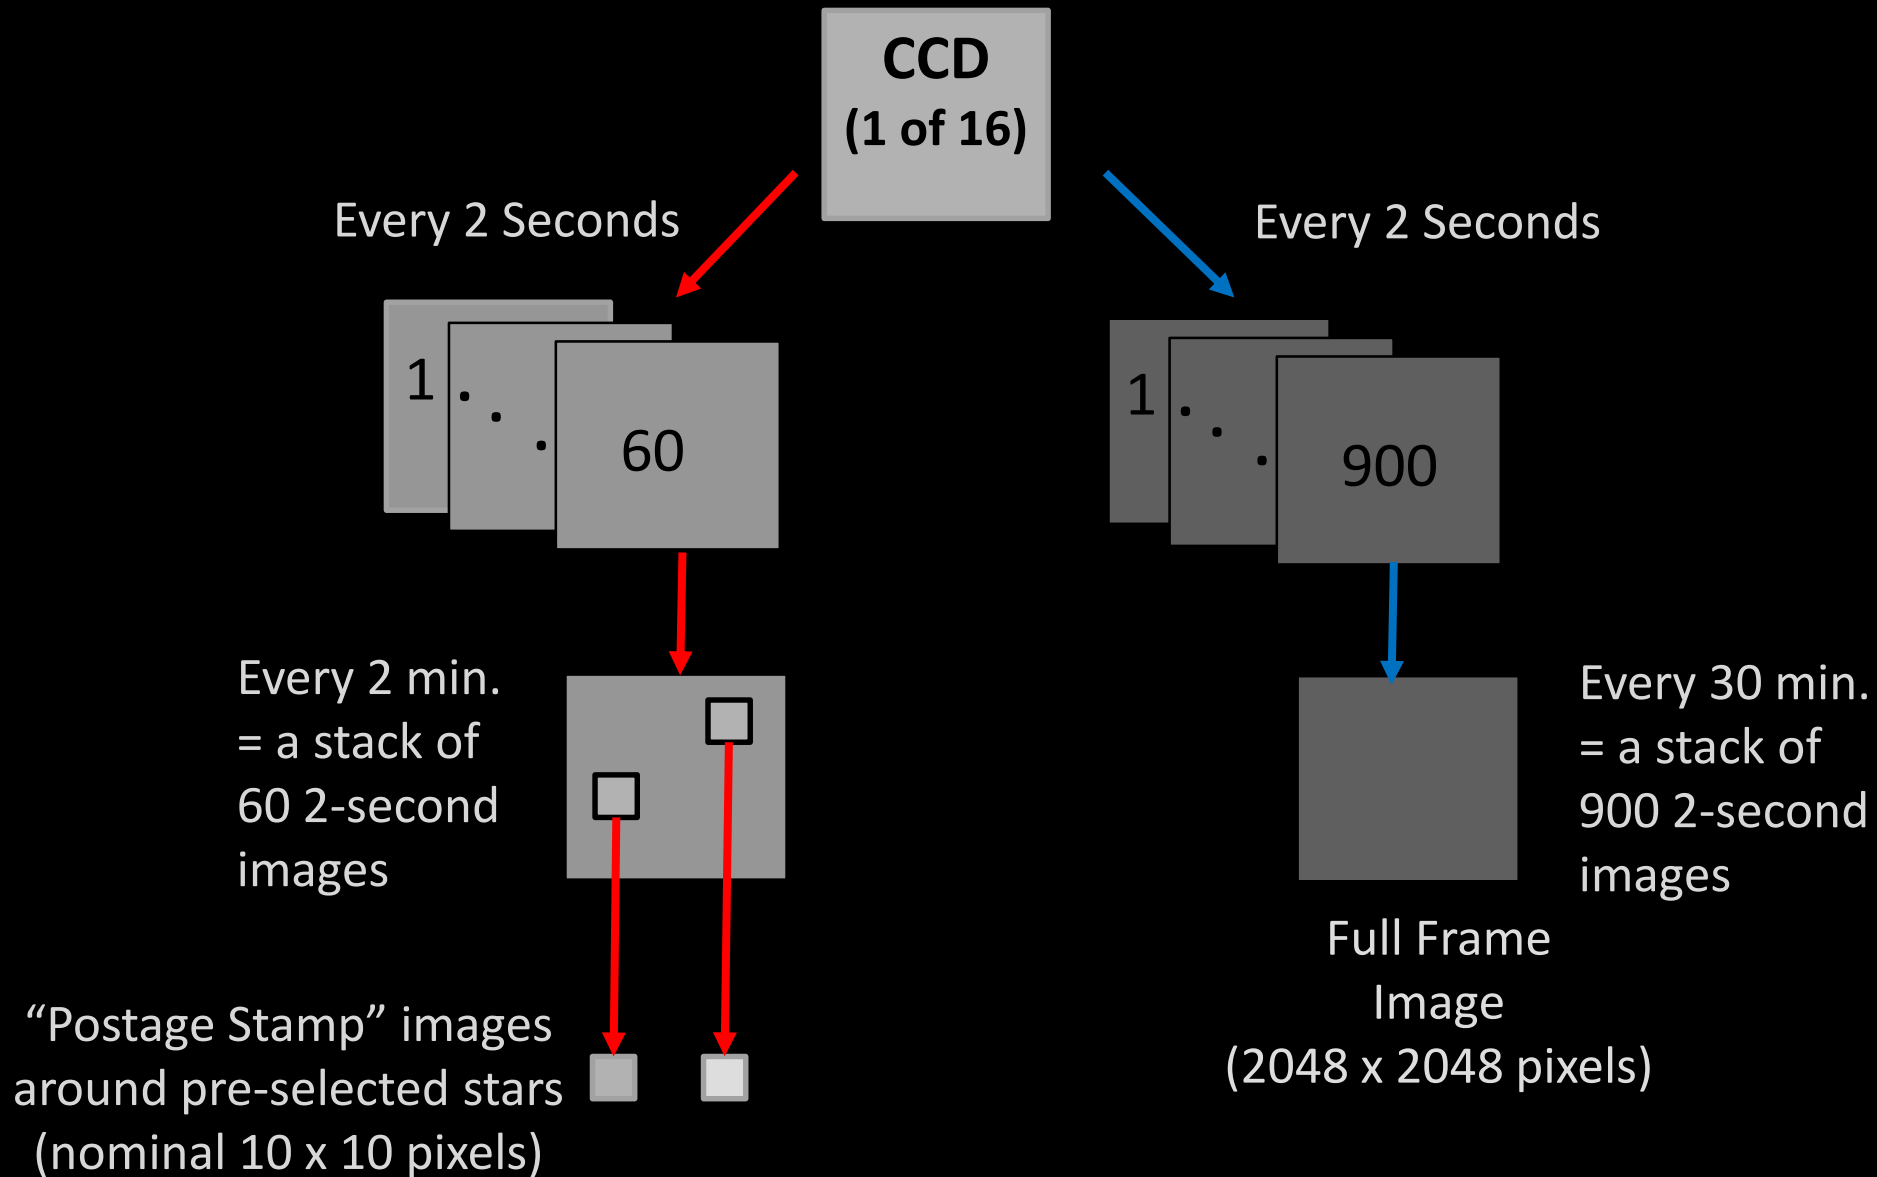 CCD
(1 of 16)
Every 2 Seconds
Every 2 Seconds
1
60
1
900
Every 2 min.
= a stack of
60 2-second
images
Every 30 min.
= a stack of
900 2-second
images
Full Frame
Image
(2048 x 2048 pixels)
“Postage Stamp” images
around pre-selected stars
(nominal 10 x 10 pixels)